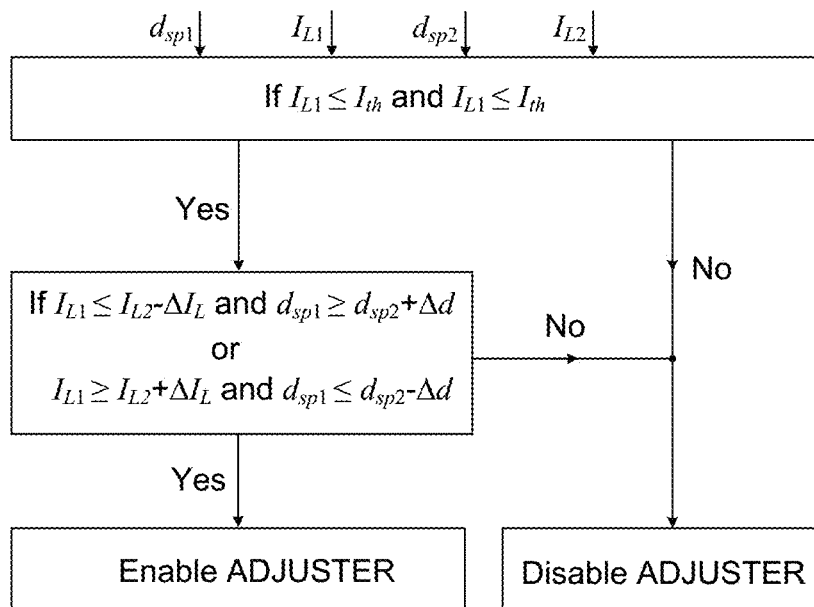 d_sp1 I_L1 d_sp2 I_L2
If I_L1 ≤ I_th and I_L1 ≤ I_th
Yes
No
If I_L1 ≤ I_L2-ΔI_L and d_sp1 ≥ d_sp2+Δd
or
I_L1 ≥ I_L2+ΔI_L and d_sp1 ≤ d_sp2-Δd
No
Yes
Enable ADJUSTER
Disable ADJUSTER